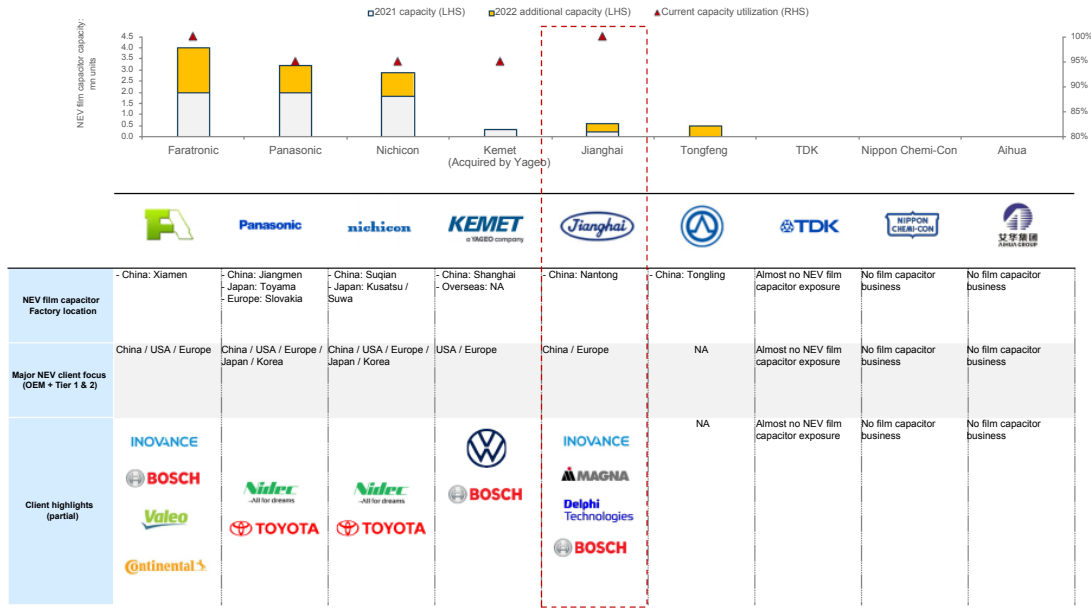 2021 capacity (LHS)
2022 additional capacity (LHS)
Current capacity utilization (RHS)
NEV film capacitor capacity:
mn units
4.5
4.0
3.5
3.0
2.5
2.0
1.5
1.0
0.5
0.0
100%
95%
90%
85%
80%
Faratronic
Panasonic
Nichicon
Kemet
(Acquired by Yageo)
Jianghai
Tongfeng
TDK
Nippon Chemi-Con
Aihua
FA
Panasonic
nichicon
KEMET
a YAGEO company
Jianghai
TDK
NIPPON
CHEMI-CON
艾华集团
AIHUA GROUP
NEV film capacitor
Factory location
- China: Xiamen
- China: Jiangmen
- Japan: Toyama
- Europe: Slovakia
- China: Suqian
- Japan: Kusatsu /
Suwa
- China: Shanghai
- Overseas: NA
- China: Nantong
- China: Tongling
Almost no NEV film
capacitor exposure
No film capacitor
business
No film capacitor
business
Major NEV client focus
(OEM + Tier 1 & 2)
China / USA / Europe
China / USA / Europe /
Japan / Korea
China / USA / Europe /
Japan / Korea
USA / Europe
China / Europe
NA
Almost no NEV film
capacitor exposure
No film capacitor
business
No film capacitor
business
Client highlights
(partial)
INOVANCE
BOSCH
Valeo
Continental
Nidec
-All for dreams
TOYOTA
Nidec
-All for dreams
TOYOTA
VW
BOSCH
INOVANCE
MAGNA
Delphi
Technologies
BOSCH
NA
Almost no NEV film
capacitor exposure
No film capacitor
business
No film capacitor
business